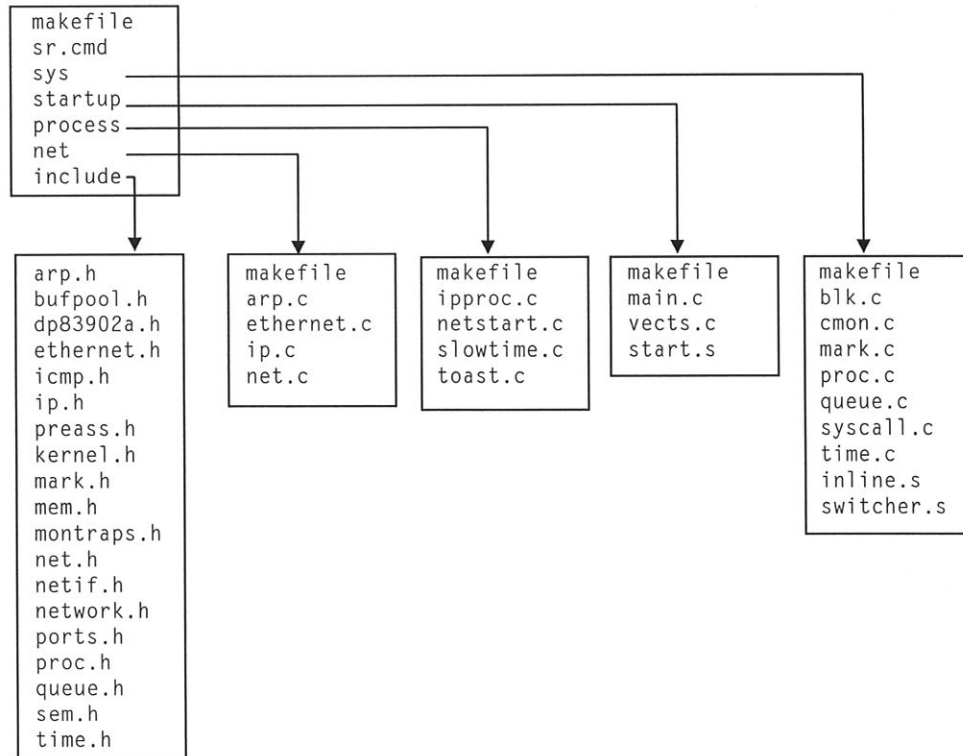 makefile
sr.cmd
sys
startup
process
net
include
arp.h
bufpool.h
dp83902a.h
ethernet.h
icmp.h
ip.h
preass.h
kernel.h
mark.h
mem.h
montraps.h
net.h
netif.h
network.h
ports.h
proc.h
queue.h
sem.h
time.h
makefile
arp.c
ethernet.c
ip.c
net.c
makefile
ipproc.c
netstart.c
slowtime.c
toast.c
makefile
main.c
vects.c
start.s
makefile
blk.c
cmon.c
mark.c
proc.c
queue.c
syscall.c
time.c
inline.s
switcher.s